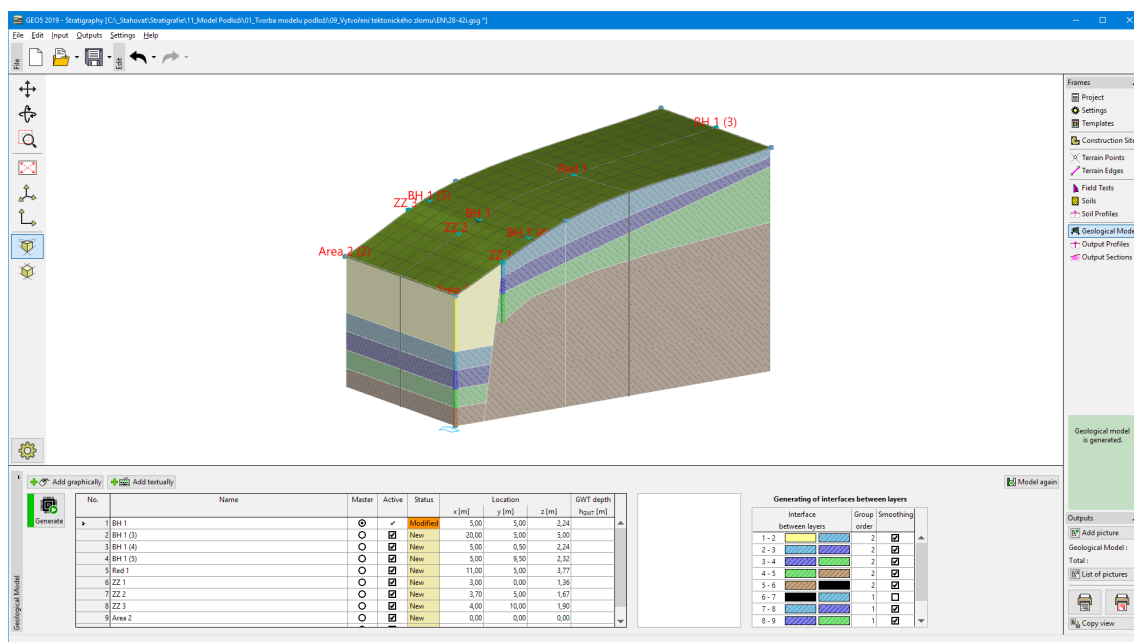 GEO5 2019 - Stratigraphy [C:\_Stahovat\Stratigrafie\11_Model Podloží\01_Tvorba modelu podloží\09_Vytvoření tektonického zlomu\EN\28-42i.gsg *]
File Edit Input Outputs Settings Help
File
Edit
Frames
Project
Settings
Templates
Construction Site
Terrain Points
Terrain Edges
Field Tests
Soils
Soil Profiles
Geological Mode
Output Profiles
Output Sections
BH 1 (3)
Red 1
BH 1 (5)
ZZ 3
BH 1
ZZ 2
BH 1 (4)
Area 2 (2)
ZZ 1
Geological model
is generated.
Add graphically
Add textually
Model again
Generate
Geological Model
No. Name Master Active Status Location GWT depth
x [m] y [m] z [m] hGWT [m]
1 BH 1 Modified 5,00 5,00 2,24
2 BH 1 (3) New 20,00 5,00 5,00
3 BH 1 (4) New 5,00 0,50 2,24
4 BH 1 (5) New 5,00 9,50 2,32
5 Red 1 New 11,00 5,00 3,77
6 ZZ 1 New 3,00 0,00 1,36
7 ZZ 2 New 3,70 5,00 1,67
8 ZZ 3 New 4,00 10,00 1,90
9 Area 2 New 0,00 0,00 0,00
Generating of interfaces between layers
Interface Group Smoothing
between layers order
1 - 2 2
2 - 3 2
3 - 4 2
4 - 5 2
5 - 6 2
6 - 7 1
7 - 8 1
8 - 9 1
Outputs
Add picture
Geological Model :
Total :
List of pictures
Copy view